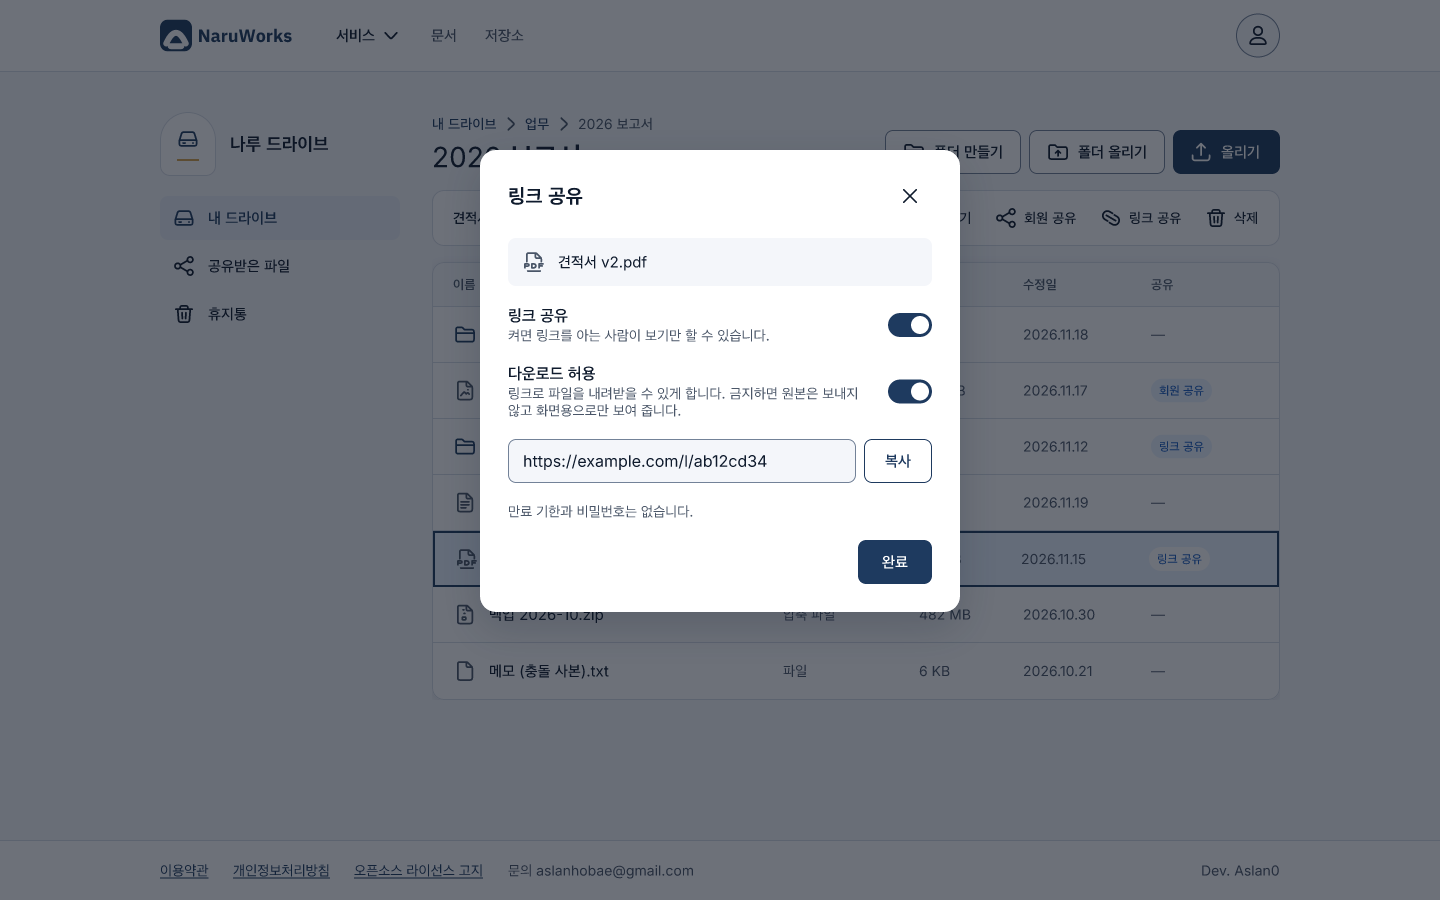 NaruWorks
서비스
문서
저장소
나루 드라이브
내 드라이브
공유받은 파일
휴지통
내 드라이브 > 업무 > 2026 보고서
만들기
폴더 올리기
올리기
회원 공유
링크 공유
삭제
이름
수정일
공유
2026.11.18
—
2026.11.17
회원 공유
2026.11.12
링크 공유
2026.11.19
—
2026.11.15
링크 공유
2026-10.zip
압축 파일
482 MB
2026.10.30
—
메모 (충돌 사본).txt
파일
6 KB
2026.10.21
—
링크 공유
PDF
견적서 v2.pdf
링크 공유
켜면 링크를 아는 사람이 보기만 할 수 있습니다.
다운로드 허용
링크로 파일을 내려받을 수 있게 합니다. 금지하면 원본은 보내지
않고 화면용으로만 보여 줍니다.
https://example.com/l/ab12cd34
복사
만료 기한과 비밀번호는 없습니다.
완료
이용약관
개인정보처리방침
오픈소스 라이선스 고지
문의 aslanhobae@gmail.com
Dev. Aslan0